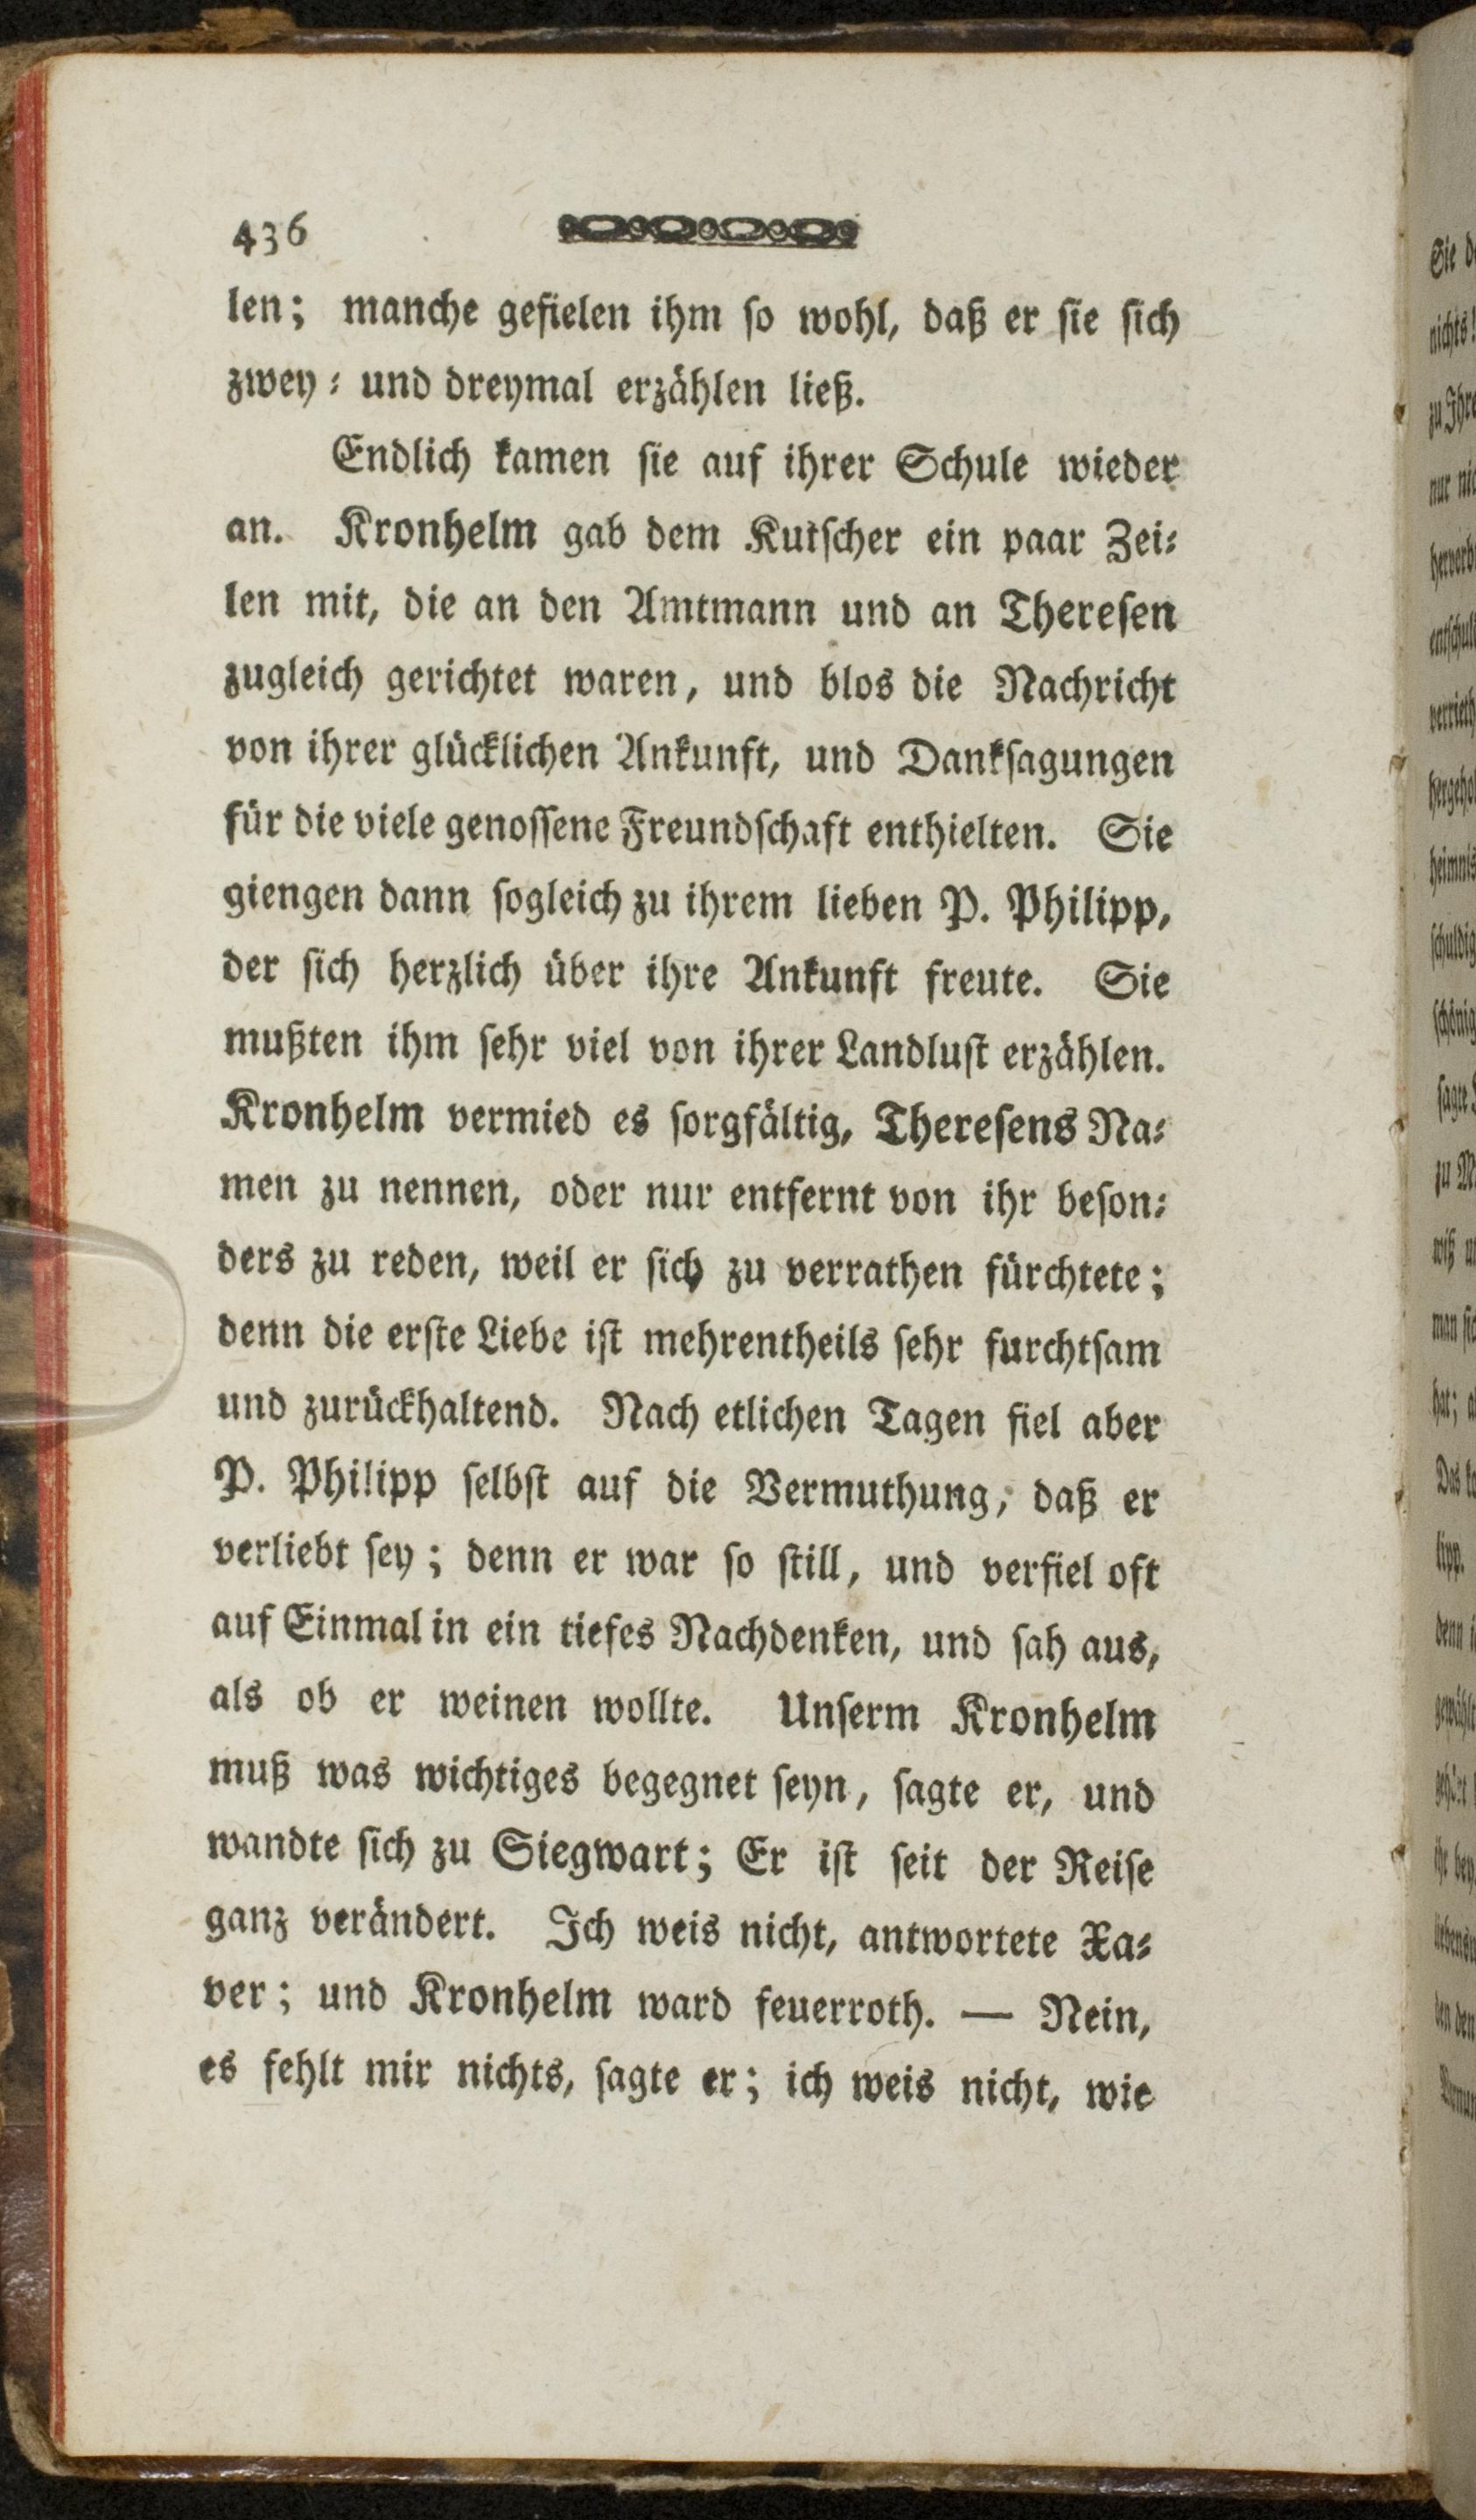 436
len; manche gefielen ihm ſo wohl, daß er ſie ſich
zwey⸗ und dreymal erzählen ließ.
Endlich kamen ſie auf ihrer Schule wieder
an. Kronhelm gab dem Kutſcher ein paar Zei⸗
len mit, die an den Amtmann und an Thereſen
zugleich gerichtet waren, und blos die Nachricht
von ihrer glücklichen Ankunft, und Dankſagungen
für die viele genoſſene Freundſchaft enthielten. Sie
giengen dann ſogleich zu ihrem lieben P. Philipp,
der ſich herzlich über ihre Ankunft freute. Sie
mußten ihm ſehr viel von ihrer Landluſt erzählen.
Kronhelm vermied es ſorgfältig, Thereſens Na⸗
men zu nennen, oder nur entfernt von ihr beſon⸗
ders zu reden, weil er ſich zu verrathen fürchtete;
denn die erſte Liebe iſt mehrentheils ſehr furchtſam
und zurückhaltend. Nach etlichen Tagen fiel aber
P. Philipp ſelbſt auf die Vermuthung, daß er
verliebt ſey; denn er war ſo ſtill, und verfiel oft
auf Einmal in ein tiefes Nachdenken, und ſah aus,
als ob er weinen wollte. Unſerm Kronhelm
muß was wichtiges begegnet ſeyn, ſagte er, und
wandte ſich zu Siegwart; Er iſt ſeit der Reiſe
ganz verändert. Ich weis nicht, antwortete Xa⸗
ver; und Kronhelm ward feuerroth. — Nein,
es fehlt mir nichts, ſagte er; ich weis nicht, wie